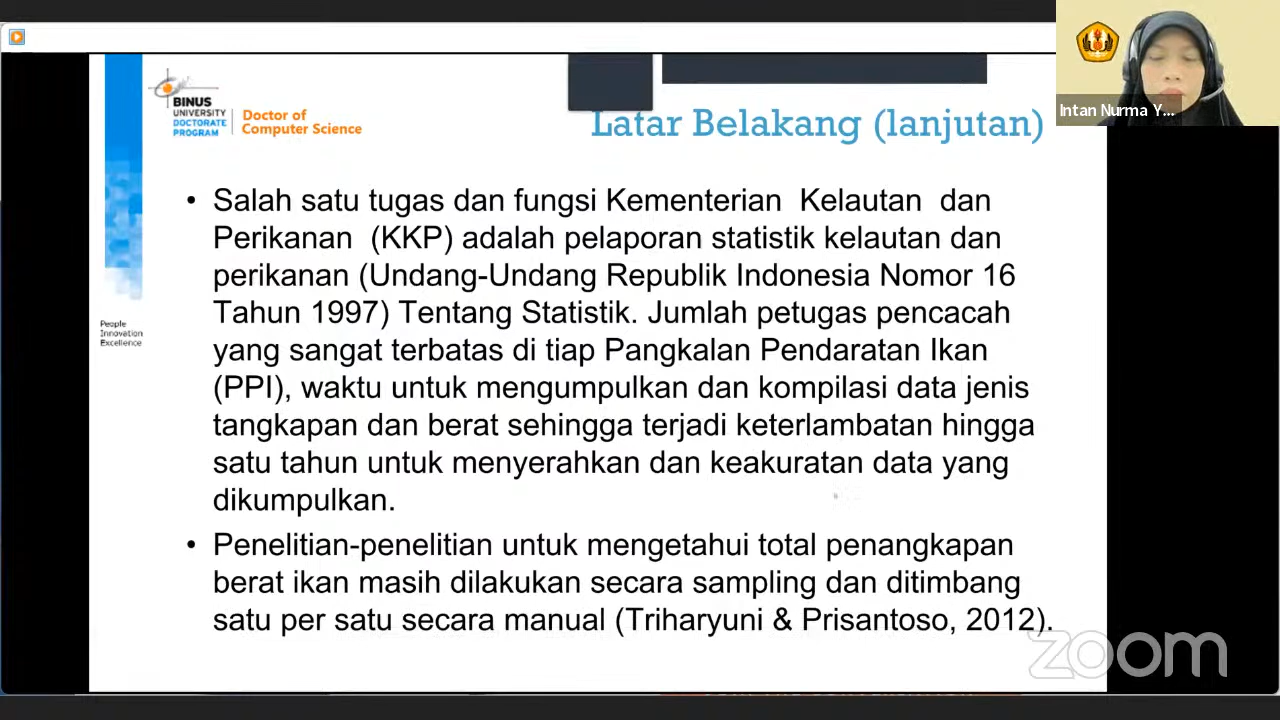 BINUS
UNIVERSITY
DOCTORATE
PROGRAM
Doctor of
Computer Science
Latar Belakang (lanjutan)
Intan Nurma Y...
• Salah satu tugas dan fungsi Kementerian Kelautan dan
Perikanan (KKP) adalah pelaporan statistik kelautan dan
perikanan (Undang-Undang Republik Indonesia Nomor 16
Tahun 1997) Tentang Statistik. Jumlah petugas pencacah
yang sangat terbatas di tiap Pangkalan Pendaratan Ikan
(PPI), waktu untuk mengumpulkan dan kompilasi data jenis
tangkapan dan berat sehingga terjadi keterlambatan hingga
satu tahun untuk menyerahkan dan keakuratan data yang
dikumpulkan.
• Penelitian-penelitian untuk mengetahui total penangkapan
berat ikan masih dilakukan secara sampling dan ditimbang
satu per satu secara manual (Triharyuni & Prisantoso, 2012).
People
Innovation
Excellence
zoom